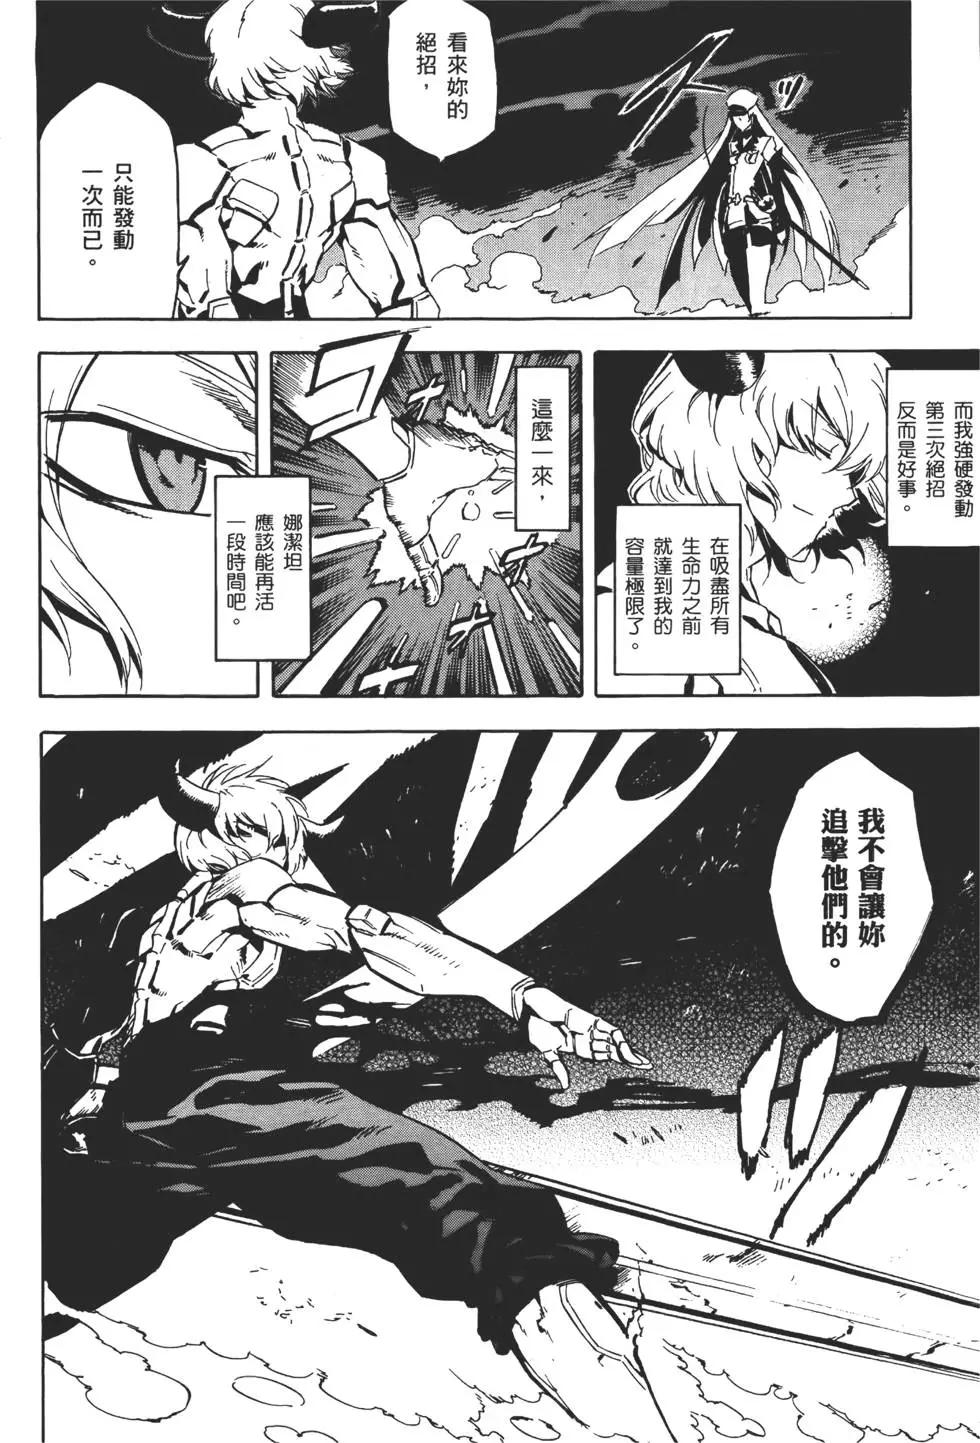 看來妳的
絕招，
只能發動
一次而已。
而我強硬發動
第三次絕招
反而是好事。
在吸盡所有
生命力之前
就達到我的
容量極限了。
這麼一來，
娜潔坦
應該能再活
一段時間吧。
我不會讓妳
追擊他們的。